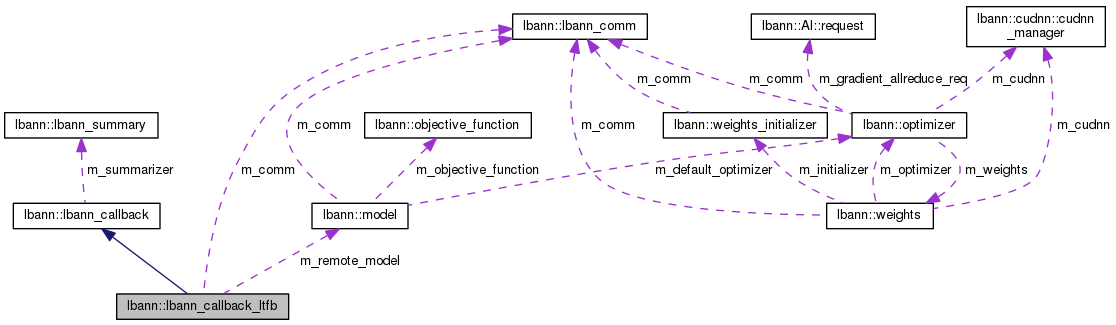 lbann::lbann_comm
lbann::Al::request
lbann::cudnn::cudnn
_manager
m_comm
m_comm
m_gradient_allreduce_req
m_cudnn
lbann::lbann_summary
m_comm
lbann::objective_function
m_comm
lbann::weights_initializer
lbann::optimizer
m_cudnn
m_summarizer
m_comm
m_objective_function
m_default_optimizer
m_initializer
m_optimizer
m_weights
lbann::lbann_callback
lbann::model
lbann::weights
m_remote_model
lbann::lbann_callback_ltfb